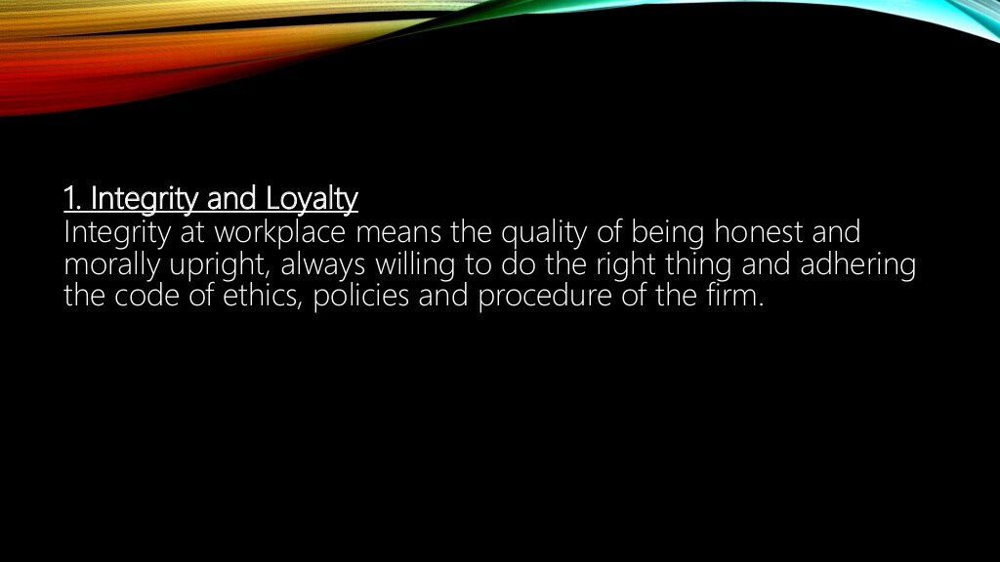 1. Integrity and Loyalty
Integrity at workplace means the quality of being honest and
morally upright, always willing to do the right thing and adhering
the code of ethics, policies and procedure of the firm.